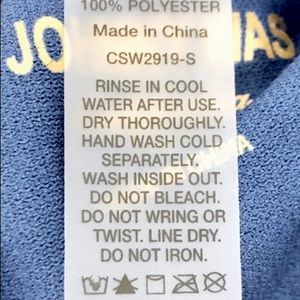 100% POLYESTER
Made in China
CSW2919-S
RINSE IN COOL
WATER AFTER USE.
DRY THOROUGHLY.
HAND WASH COLD
SEPARATELY.
WASH INSIDE OUT.
DO NOT BLEACH.
DO NOT WRING OR
TWIST. LINE DRY.
DO NOT IRON.